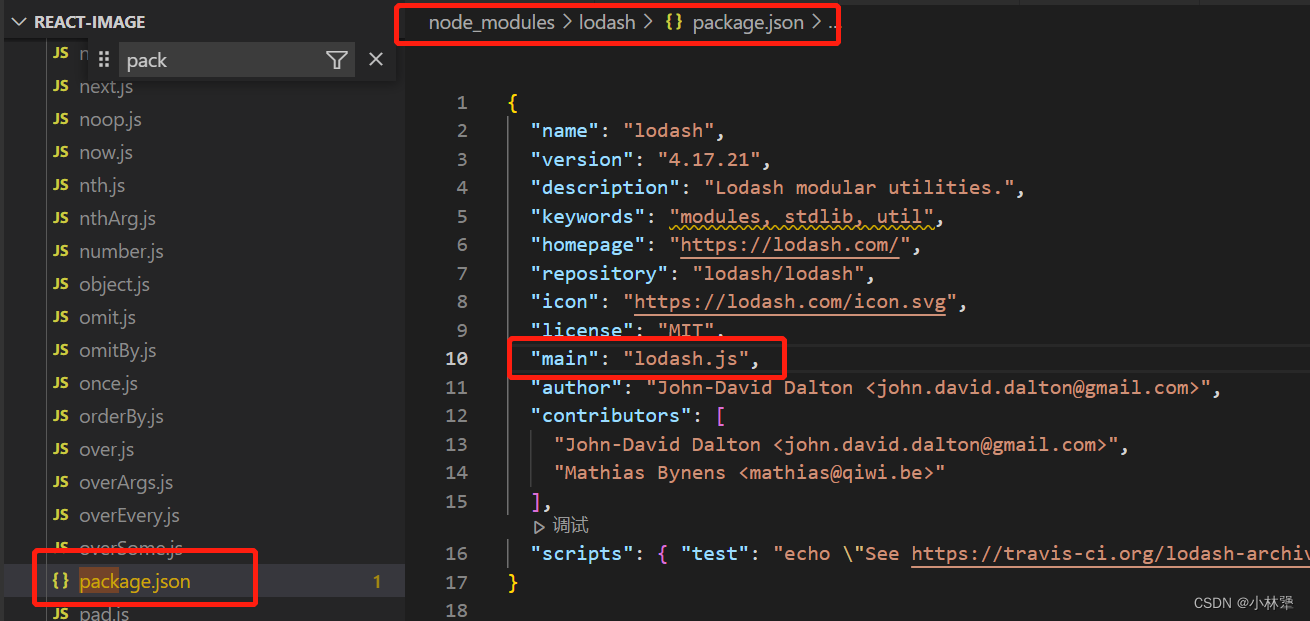 REACT-IMAGE
pack
JS next.js
JS noop.js
JS now.js
JS nth.js
JS nthArg.js
JS number.js
JS object.js
JS omit.js
JS omitBy.js
JS once.js
JS orderBy.js
JS over.js
JS overArgs.js
JS overEvery.js
JS overSome.js
{} package.json 1
JS pad.js
node_modules > lodash > {} package.json > ...
1 {
2 "name": "lodash",
3 "version": "4.17.21",
4 "description": "Lodash modular utilities.",
5 "keywords": "modules, stdlib, util",
6 "homepage": "https://lodash.com/",
7 "repository": "lodash/lodash",
8 "icon": "https://lodash.com/icon.svg",
9 "license": "MIT",
10 "main": "lodash.js",
11 "author": "John-David Dalton <john.david.dalton@gmail.com>",
12 "contributors": [
13 "John-David Dalton <john.david.dalton@gmail.com>",
14 "Mathias Bynens <mathias@qiwi.be>"
15 ],
调试
16 "scripts": { "test": "echo \"See https://travis-ci.org/lodash-archiv
17 }
18
CSDN @小林犟